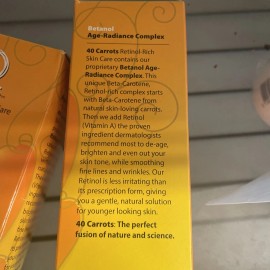 Retanol
Age-Radiance Complex
40 Carrots Retinol-Rich
Skin Care contains our
proprietary Betanol Age-
Radiance Complex. This
unique Beta-Carotene,
Retinol-rich complex starts
with Beta-Carotene from
natural skin-loving carrots.
Then we add Retinol
(Vitamin A) the proven
ingredient dermatologists
recommend most to de-age,
brighten and even out your
skin tone, while smoothing
fine lines and wrinkles. Our
Retinol is less irritating than
its prescription form, giving
you a gentle, natural solution
for younger looking skin.
40 Carrots: The perfect
fusion of nature and science.
Care